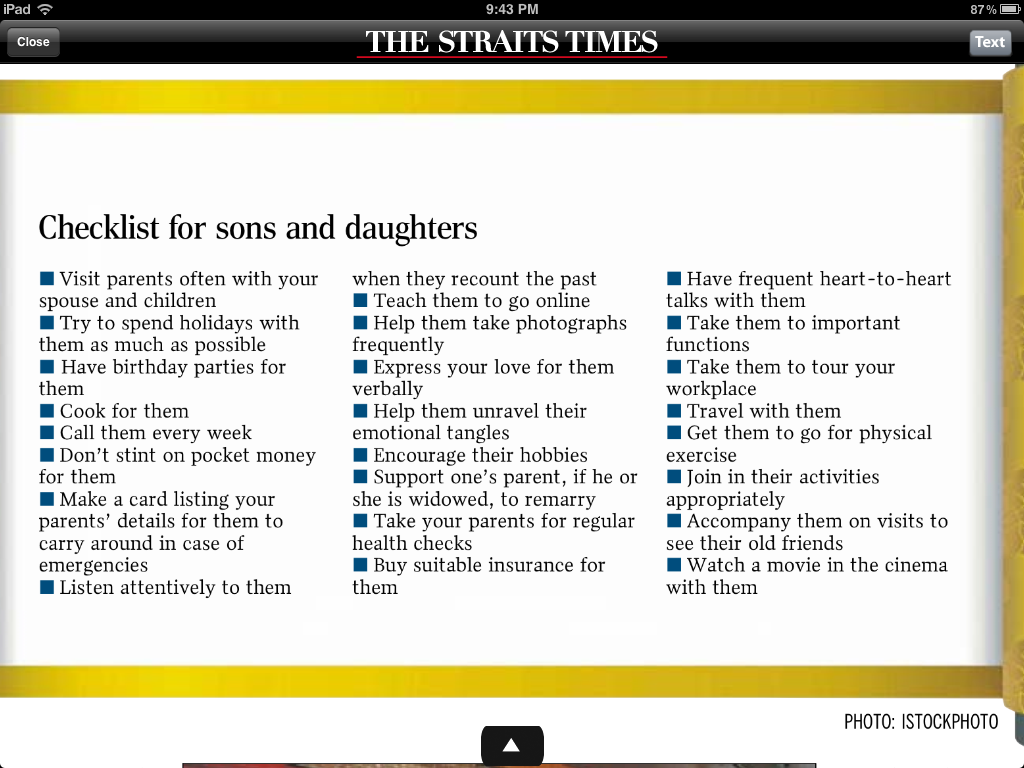 iPad
9:43 PM
87%
Close
THE STRAITS TIMES
Text
Checklist for sons and daughters
■ Visit parents often with your
spouse and children
■ Try to spend holidays with
them as much as possible
■ Have birthday parties for
them
■ Cook for them
■ Call them every week
■ Don't stint on pocket money
for them
■ Make a card listing your
parents' details for them to
carry around in case of
emergencies
■ Listen attentively to them
when they recount the past
■ Teach them to go online
■ Help them take photographs
frequently
■ Express your love for them
verbally
■ Help them unravel their
emotional tangles
■ Encourage their hobbies
■ Support one's parent, if he or
she is widowed, to remarry
■ Take your parents for regular
health checks
■ Buy suitable insurance for
them
■ Have frequent heart-to-heart
talks with them
■ Take them to important
functions
■ Take them to tour your
workplace
■ Travel with them
■ Get them to go for physical
exercise
■ Join in their activities
appropriately
■ Accompany them on visits to
see their old friends
■ Watch a movie in the cinema
with them
PHOTO: ISTOCKPHOTO